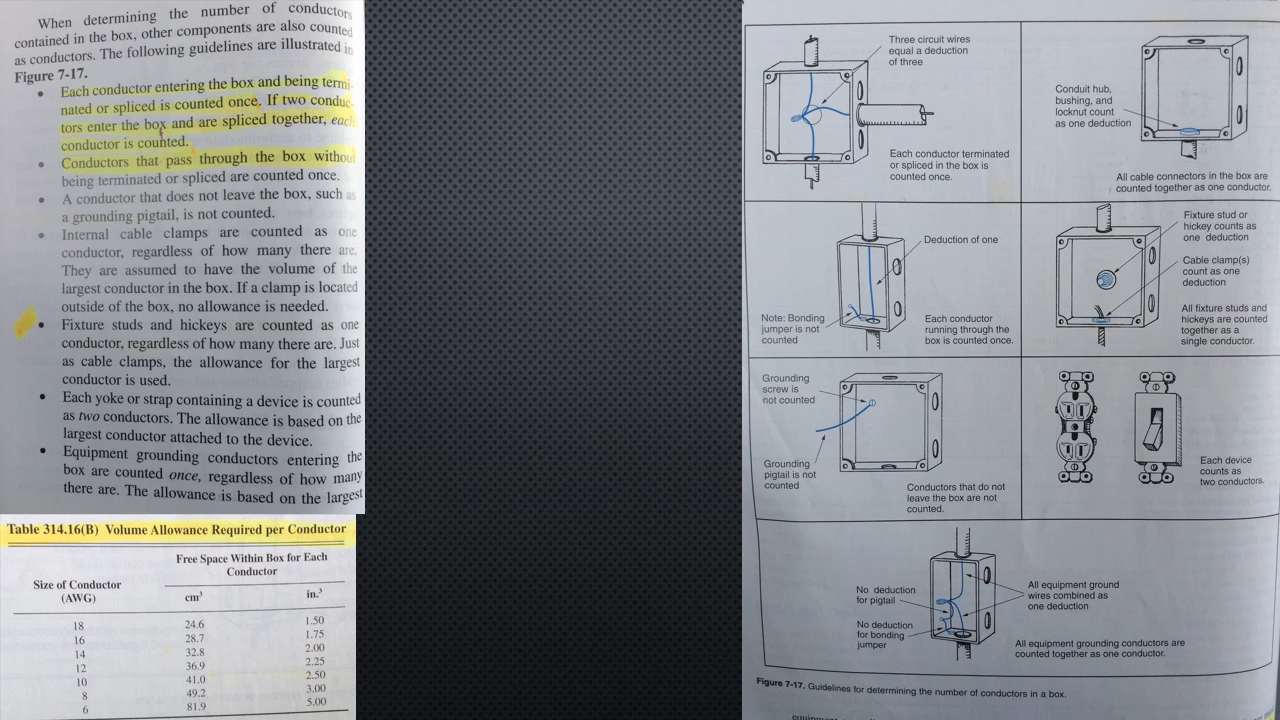 When determining the number of conductors
contained in the box, other components are also counted
as conductors. The following guidelines are illustrated in
Figure 7-17.
• Each conductor entering the box and being termi-
nated or spliced is counted once. If two conduc-
tors enter the box and are spliced together, each
conductor is counted.
• Conductors that pass through the box without
being terminated or spliced are counted once.
• A conductor that does not leave the box, such as
a grounding pigtail, is not counted.
• Internal cable clamps are counted as one
conductor, regardless of how many there are.
They are assumed to have the volume of the
largest conductor in the box. If a clamp is located
outside of the box, no allowance is needed.
• Fixture studs and hickeys are counted as one
conductor, regardless of how many there are. Just
as cable clamps, the allowance for the largest
conductor is used.
• Each yoke or strap containing a device is counted
as two conductors. The allowance is based on the
largest conductor attached to the device.
• Equipment grounding conductors entering the
box are counted once, regardless of how many
there are. The allowance is based on the largest
Table 314.16(B) Volume Allowance Required per Conductor
Free Space Within Box for Each
Conductor
Size of Conductor
(AWG)
cm³ in.³
18 24.6 1.50
16 28.7 1.75
14 32.8 2.00
12 36.9 2.25
10 41.0 2.50
8 49.2 3.00
6 81.9 5.00
Three circuit wires
equal a deduction
of three
Each conductor terminated
or spliced in the box is
counted once.
Conduit hub,
bushing, and
locknut count
as one deduction
All cable connectors in the box are
counted together as one conductor.
Deduction of one
Note: Bonding
jumper is not
counted
Each conductor
running through the
box is counted once.
Fixture stud or
hickey counts as
one deduction
Cable clamp(s)
count as one
deduction
All fixture studs and
hickeys are counted
together as a
single conductor.
Grounding
screw is
not counted
Grounding
pigtail is not
counted
Conductors that do not
leave the box are not
counted.
Each device
counts as
two conductors.
No deduction
for pigtail
No deduction
for bonding
jumper
All equipment ground
wires combined as
one deduction
All equipment grounding conductors are
counted together as one conductor.
Figure 7-17. Guidelines for determining the number of conductors in a box.